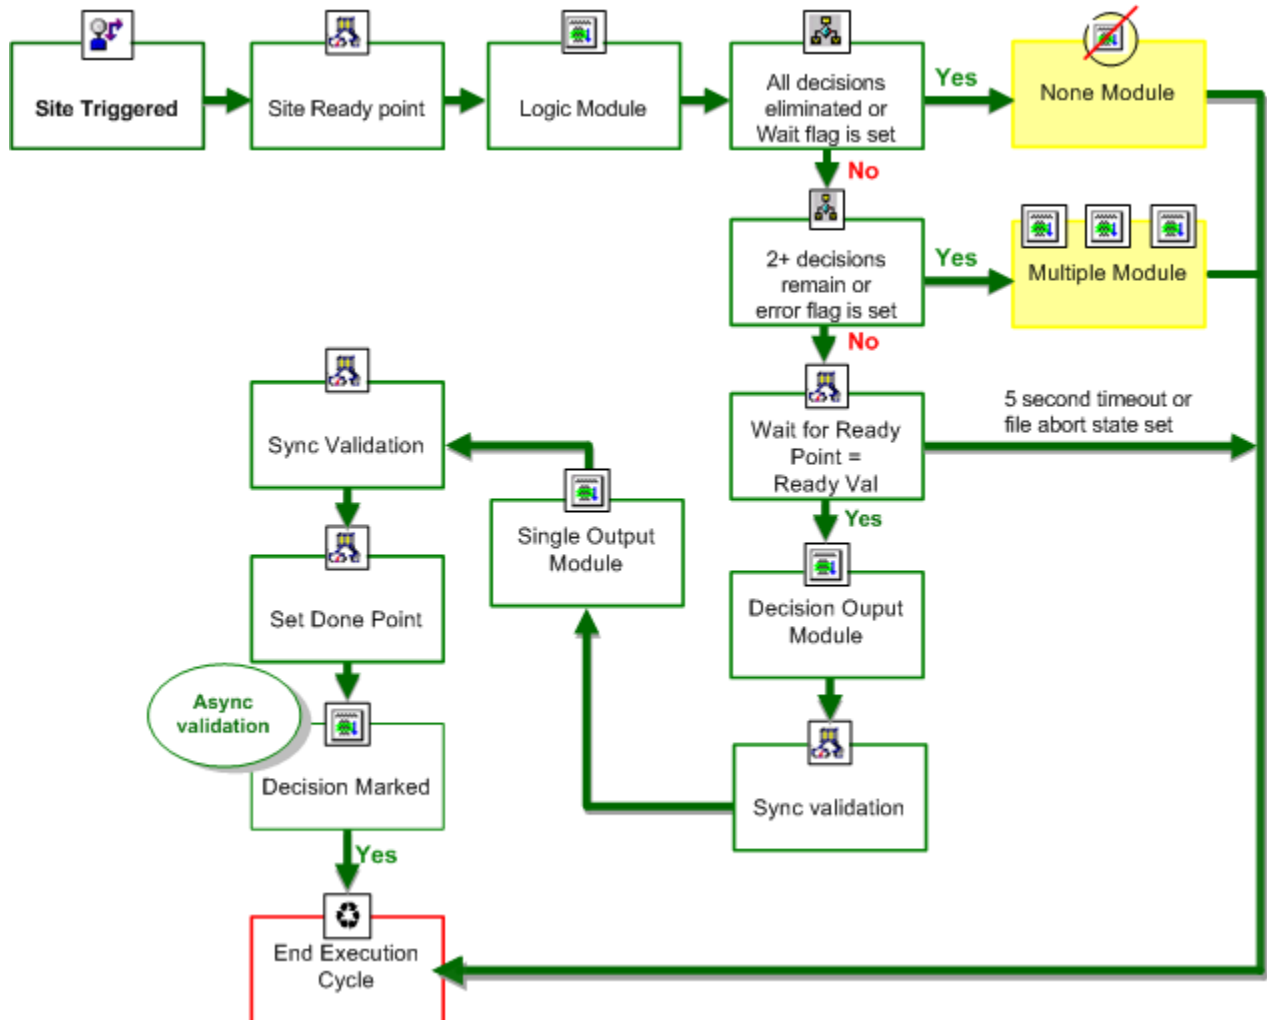 Site Triggered
Site Ready point
Logic Module
All decisions
eliminated or
Wait flag is set
Yes
None Module
No
2+ decisions
remain or
error flag is set
Yes
Multiple Module
No
Wait for Ready
Point =
Ready Val
5 second timeout or
file abort state set
Yes
Decision Ouput
Module
Sync validation
Single Output
Module
Sync Validation
Set Done Point
Async
validation
Decision Marked
Yes
End Execution
Cycle